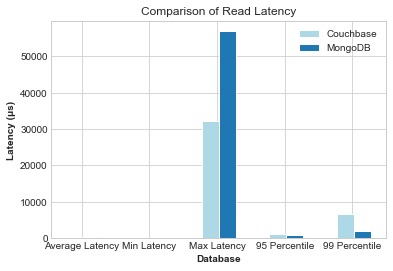 Comparison of Read Latency
Couchbase
MongoDB
Latency (µs)
50000
40000
30000
20000
10000
0
Average Latency Min Latency Max Latency 95 Percentile 99 Percentile
Database